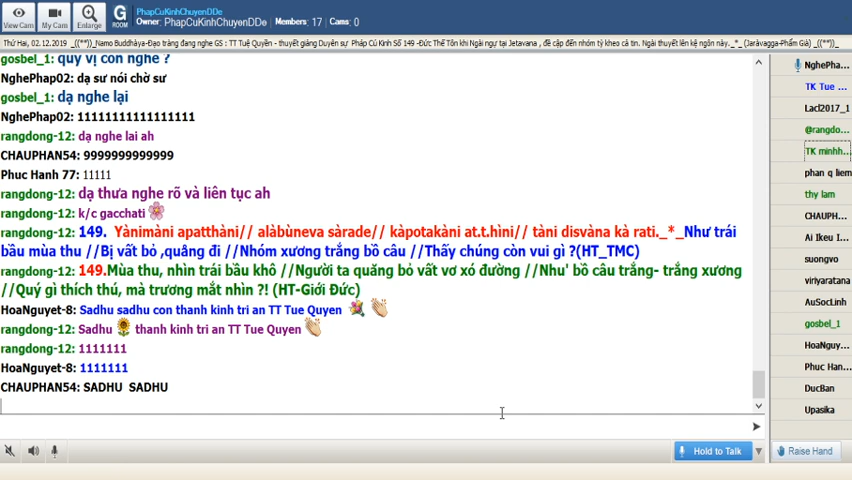 PhapCuKinhChuyenDDe
Owner: PhapCuKinhChuyenDDe Members: 17 Cams: 0
View Cam My Cam Enlarge G ROOM
Thứ Hai, 02.12.2019 _((**))_Namo Buddhàya-Đạo tràng đang nghe GS : TT Tuệ Quyền - thuyết giảng Duyên sự Pháp Cú Kinh Số 149 -Đức Thế Tôn khi Ngài ngự tại Jetavana , đề cập đến nhóm tỳ kheo cà tin. Ngài thuyết lên kệ ngôn này._*_ (Jaràvagga-Phẩm Già) _((**))_
gosbel_1: quý vị còn nghe ?
NghePhap02: dạ sư nói chờ sư
gosbel_1: dạ nghe lại
NghePhap02: 11111111111111111
rangdong-12: dạ nghe lai ah
CHAUPHAN54: 9999999999999
Phuc Hanh 77: 11111
rangdong-12: dạ thưa nghe rõ và liên tục ah
rangdong-12: k/c gacchati
rangdong-12: 149. Yànimàni apatthàni// alàbùneva sàrade// kàpotakàni at.t.hìni// tàni disvàna kà rati._*_Như trái
bầu mùa thu //Bị vất bỏ ,quăng đi //Nhóm xương trắng bồ câu //Thấy chúng còn vui gì ?(HT_TMC)
rangdong-12: 149.Mùa thu, nhìn trái bầu khô //Người ta quăng bỏ vất vơ xó đường //Nhu' bồ câu trắng- trắng xương
//Quý gì thích thú, mà trương mắt nhìn ?! (HT-Giới Đức)
HoaNguyet-8: Sadhu sadhu con thanh kinh tri an TT Tue Quyen
rangdong-12: Sadhu thanh kinh tri an TT Tue Quyen
rangdong-12: 1111111
HoaNguyet-8: 1111111
CHAUPHAN54: SADHU SADHU
NghePha...
TK Tue ...
Lacl2017_1
@rangdo...
TK minhh...
phan q liem
thy lam
CHAUPH...
Ai Ikeu I...
suongvo
viriyaratana
AuSocLinh
gosbel_1
HoaNguy...
Phuc Han...
DucBan
Upasika
Hold to Talk
Raise Hand